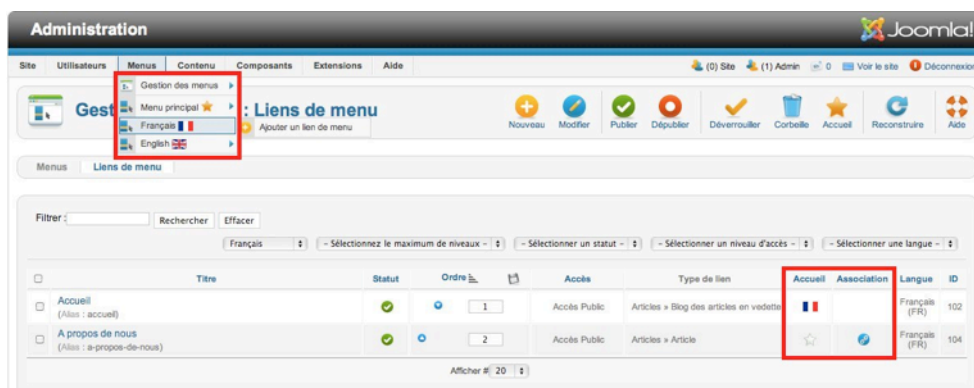 Administration
Joomla!
Site Utilisateurs Menus Contenu Composants Extensions Aide (0) Site (1) Admin 0 Voir le site Déconnexion
Gestion des menus
Menu principal
Français
English
Gest : Liens de menu
Ajouter un lien de menu
Nouveau Modifier Publier Dépublier Déverrouiller Corbeille Accueil Reconstruire Aide
Menus Liens de menu
Filtrer : Rechercher Effacer
Français - Sélectionnez le maximum de niveaux - - Sélectionner un statut - - Sélectionner un niveau d'accès - - Sélectionner une langue -
Titre Statut Ordre Accès Type de lien Accueil Association Langue ID
Accueil
(Alias : accueil)
1 Accès Public Articles » Blog des articles en vedette Français (FR) 102
A propos de nous
(Alias : a-propos-de-nous)
2 Accès Public Articles » Article Français (FR) 104
Afficher # 20